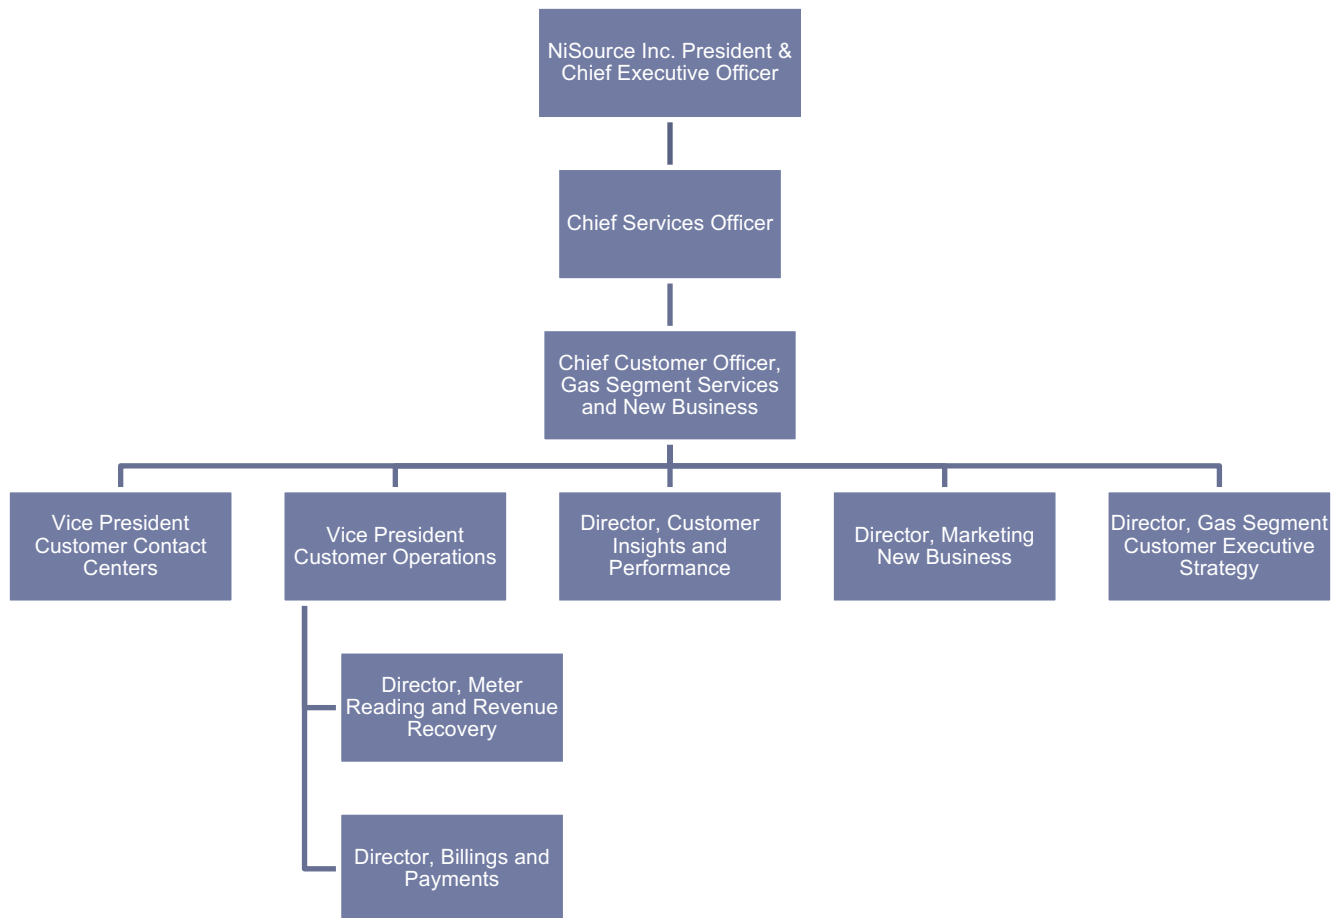 NiSource Inc. President &
Chief Executive Officer
Chief Services Officer
Chief Customer Officer,
Gas Segment Services
and New Business
Vice President
Customer Contact
Centers
Vice President
Customer Operations
Director, Customer
Insights and
Performance
Director, Marketing
New Business
Director, Gas Segment
Customer Executive
Strategy
Director, Meter
Reading and Revenue
Recovery
Director, Billings and
Payments